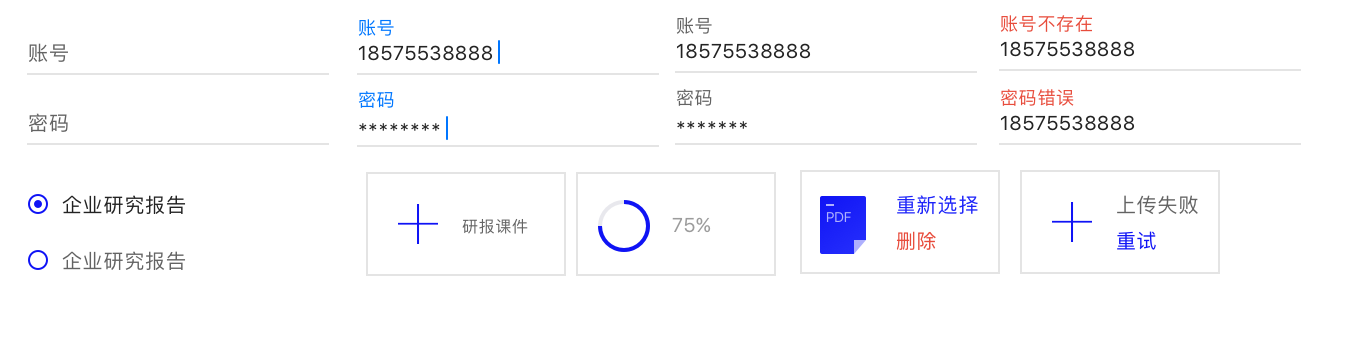 账号
账号
18575538888
账号
18575538888
账号不存在
18575538888
密码
密码
********
密码
*******
密码错误
18575538888
企业研究报告
企业研究报告
研报课件
75%
PDF
重新选择
删除
上传失败
重试